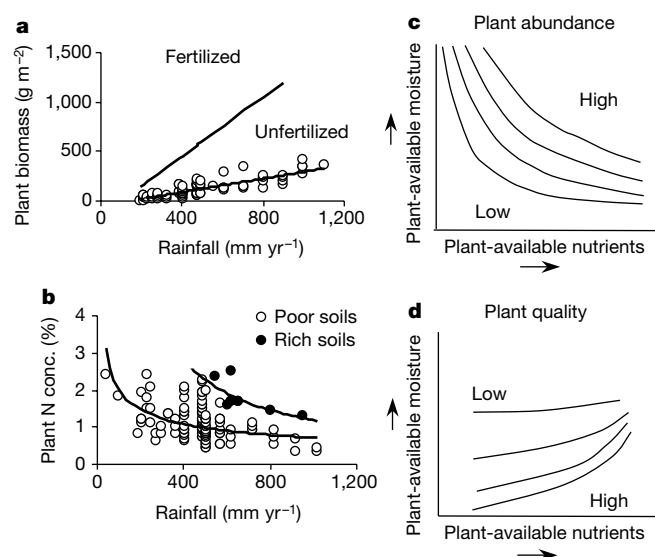 a
Plant biomass (g m⁻²)
1,500
1,000
500
0
Fertilized
Unfertilized
0 400 800 1,200
Rainfall (mm yr⁻¹)
b
Plant N conc. (%)
4
3
2
1
0
Poor soils
Rich soils
0 400 800 1,200
Rainfall (mm yr⁻¹)
c Plant abundance
Plant-available moisture
High
Low
Plant-available nutrients
d Plant quality
Plant-available moisture
Low
High
Plant-available nutrients